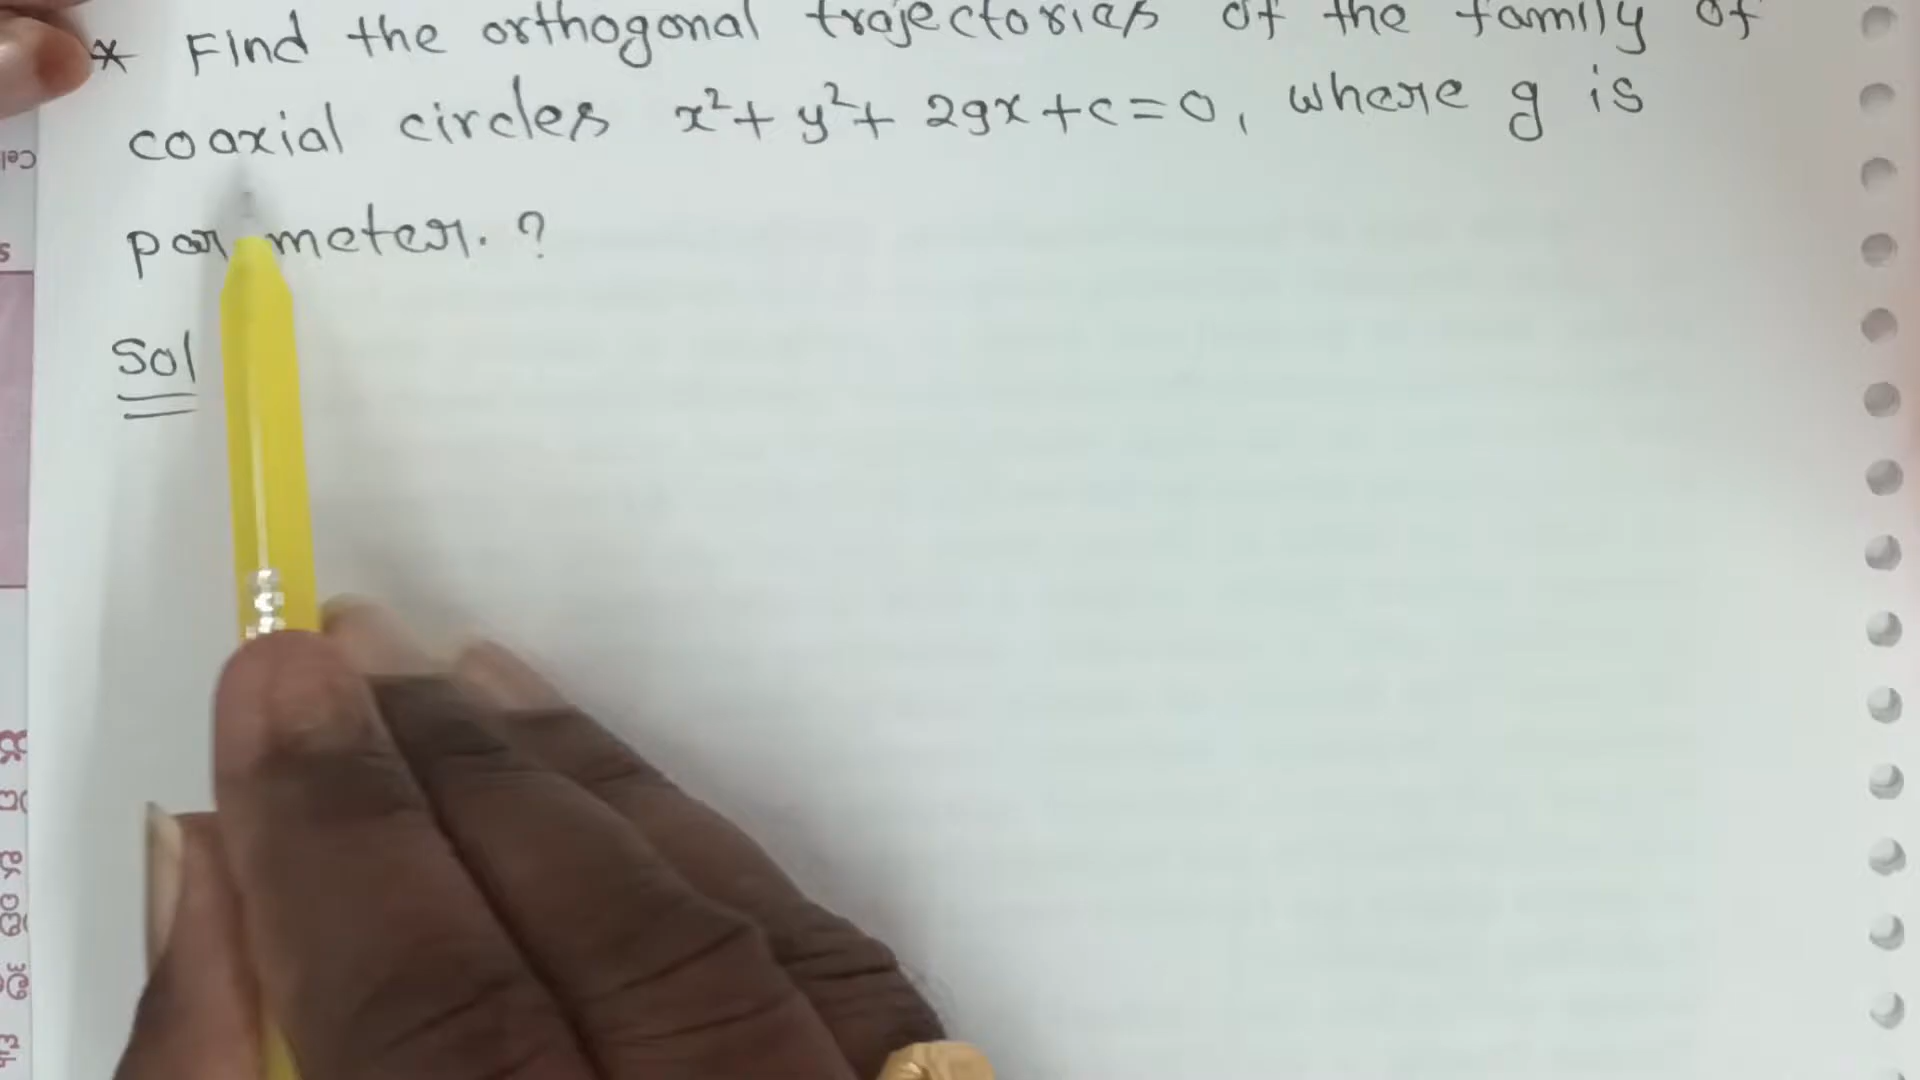 * Find the orthogonal trajectories of the family of
coaxial circles x²+ y²+ 2gx+c=0, where g is
parameter. ?
Sol